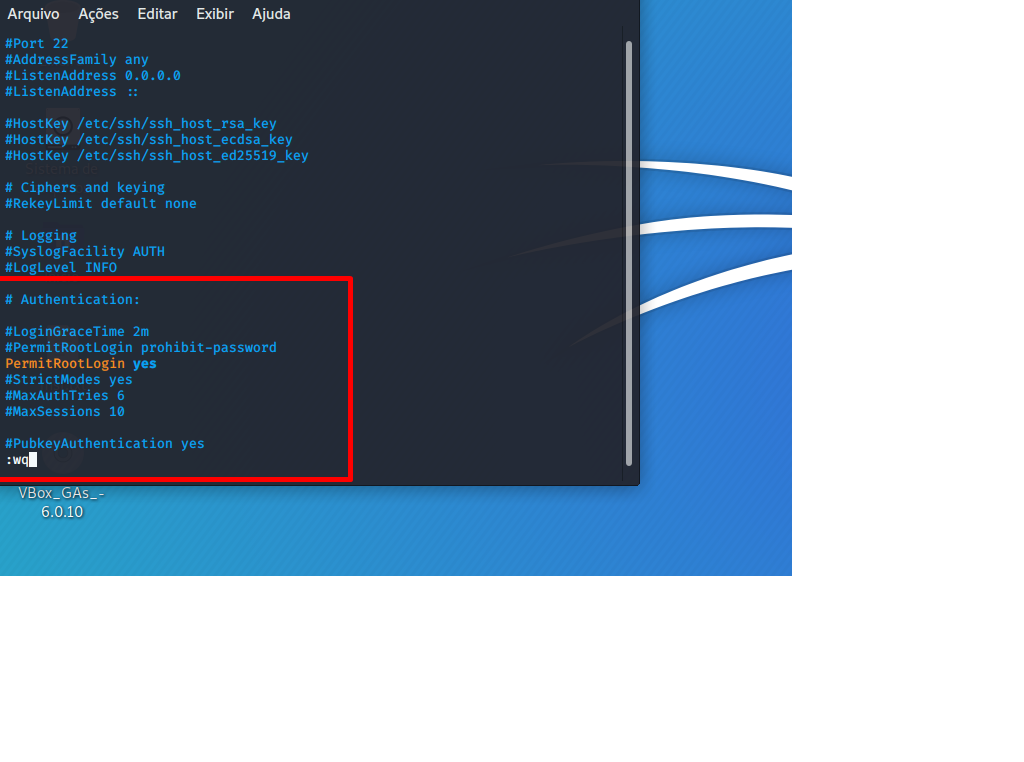 Arquivo Ações Editar Exibir Ajuda
#Port 22
#AddressFamily any
#ListenAddress 0.0.0.0
#ListenAddress ::
#HostKey /etc/ssh/ssh_host_rsa_key
#HostKey /etc/ssh/ssh_host_ecdsa_key
#HostKey /etc/ssh/ssh_host_ed25519_key
# Ciphers and keying
#RekeyLimit default none
# Logging
#SyslogFacility AUTH
#LogLevel INFO
# Authentication:
#LoginGraceTime 2m
#PermitRootLogin prohibit-password
PermitRootLogin yes
#StrictModes yes
#MaxAuthTries 6
#MaxSessions 10
#PubkeyAuthentication yes
:wq
VBox_GAs_-
6.0.10